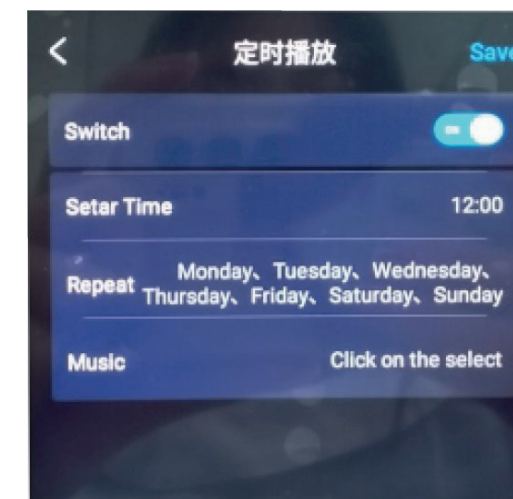 定时播放 Save
Switch
Setar Time 12:00
Repeat Monday、Tuesday、Wednesday、
Thursday、Friday、Saturday、Sunday
Music Click on the select